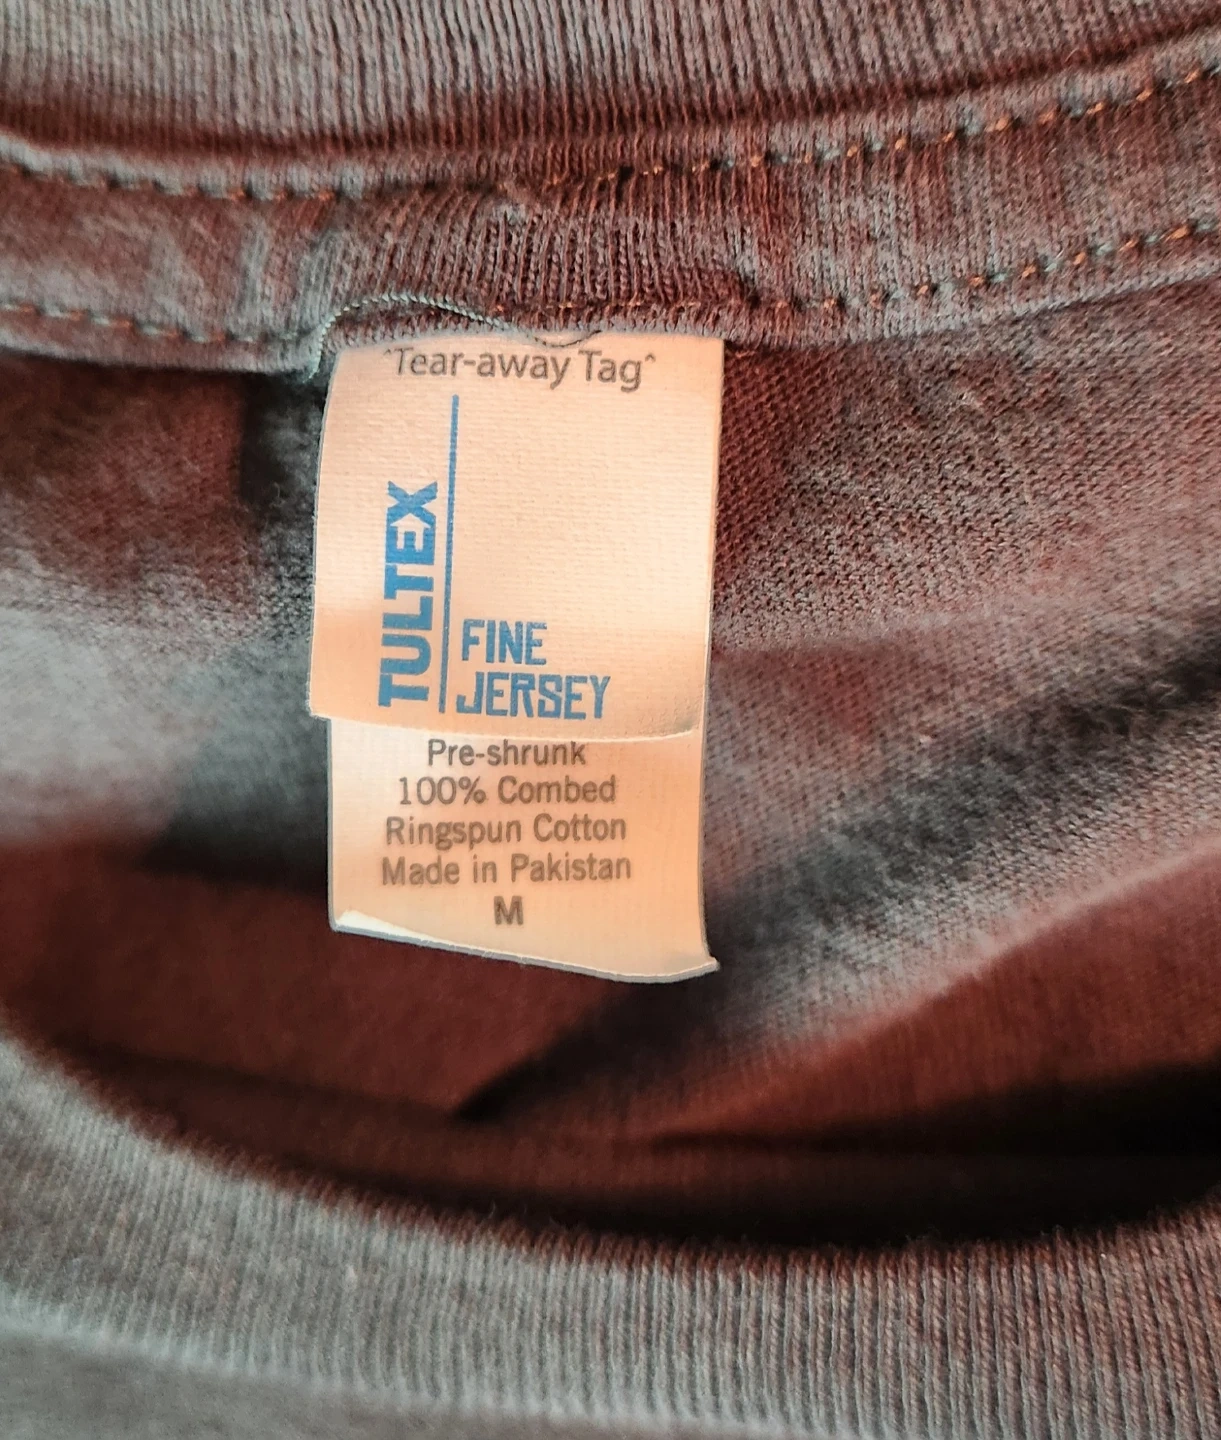 ^Tear-away Tag^
TULTEX
FINE
JERSEY
Pre-shrunk
100% Combed
Ringspun Cotton
Made in Pakistan
M